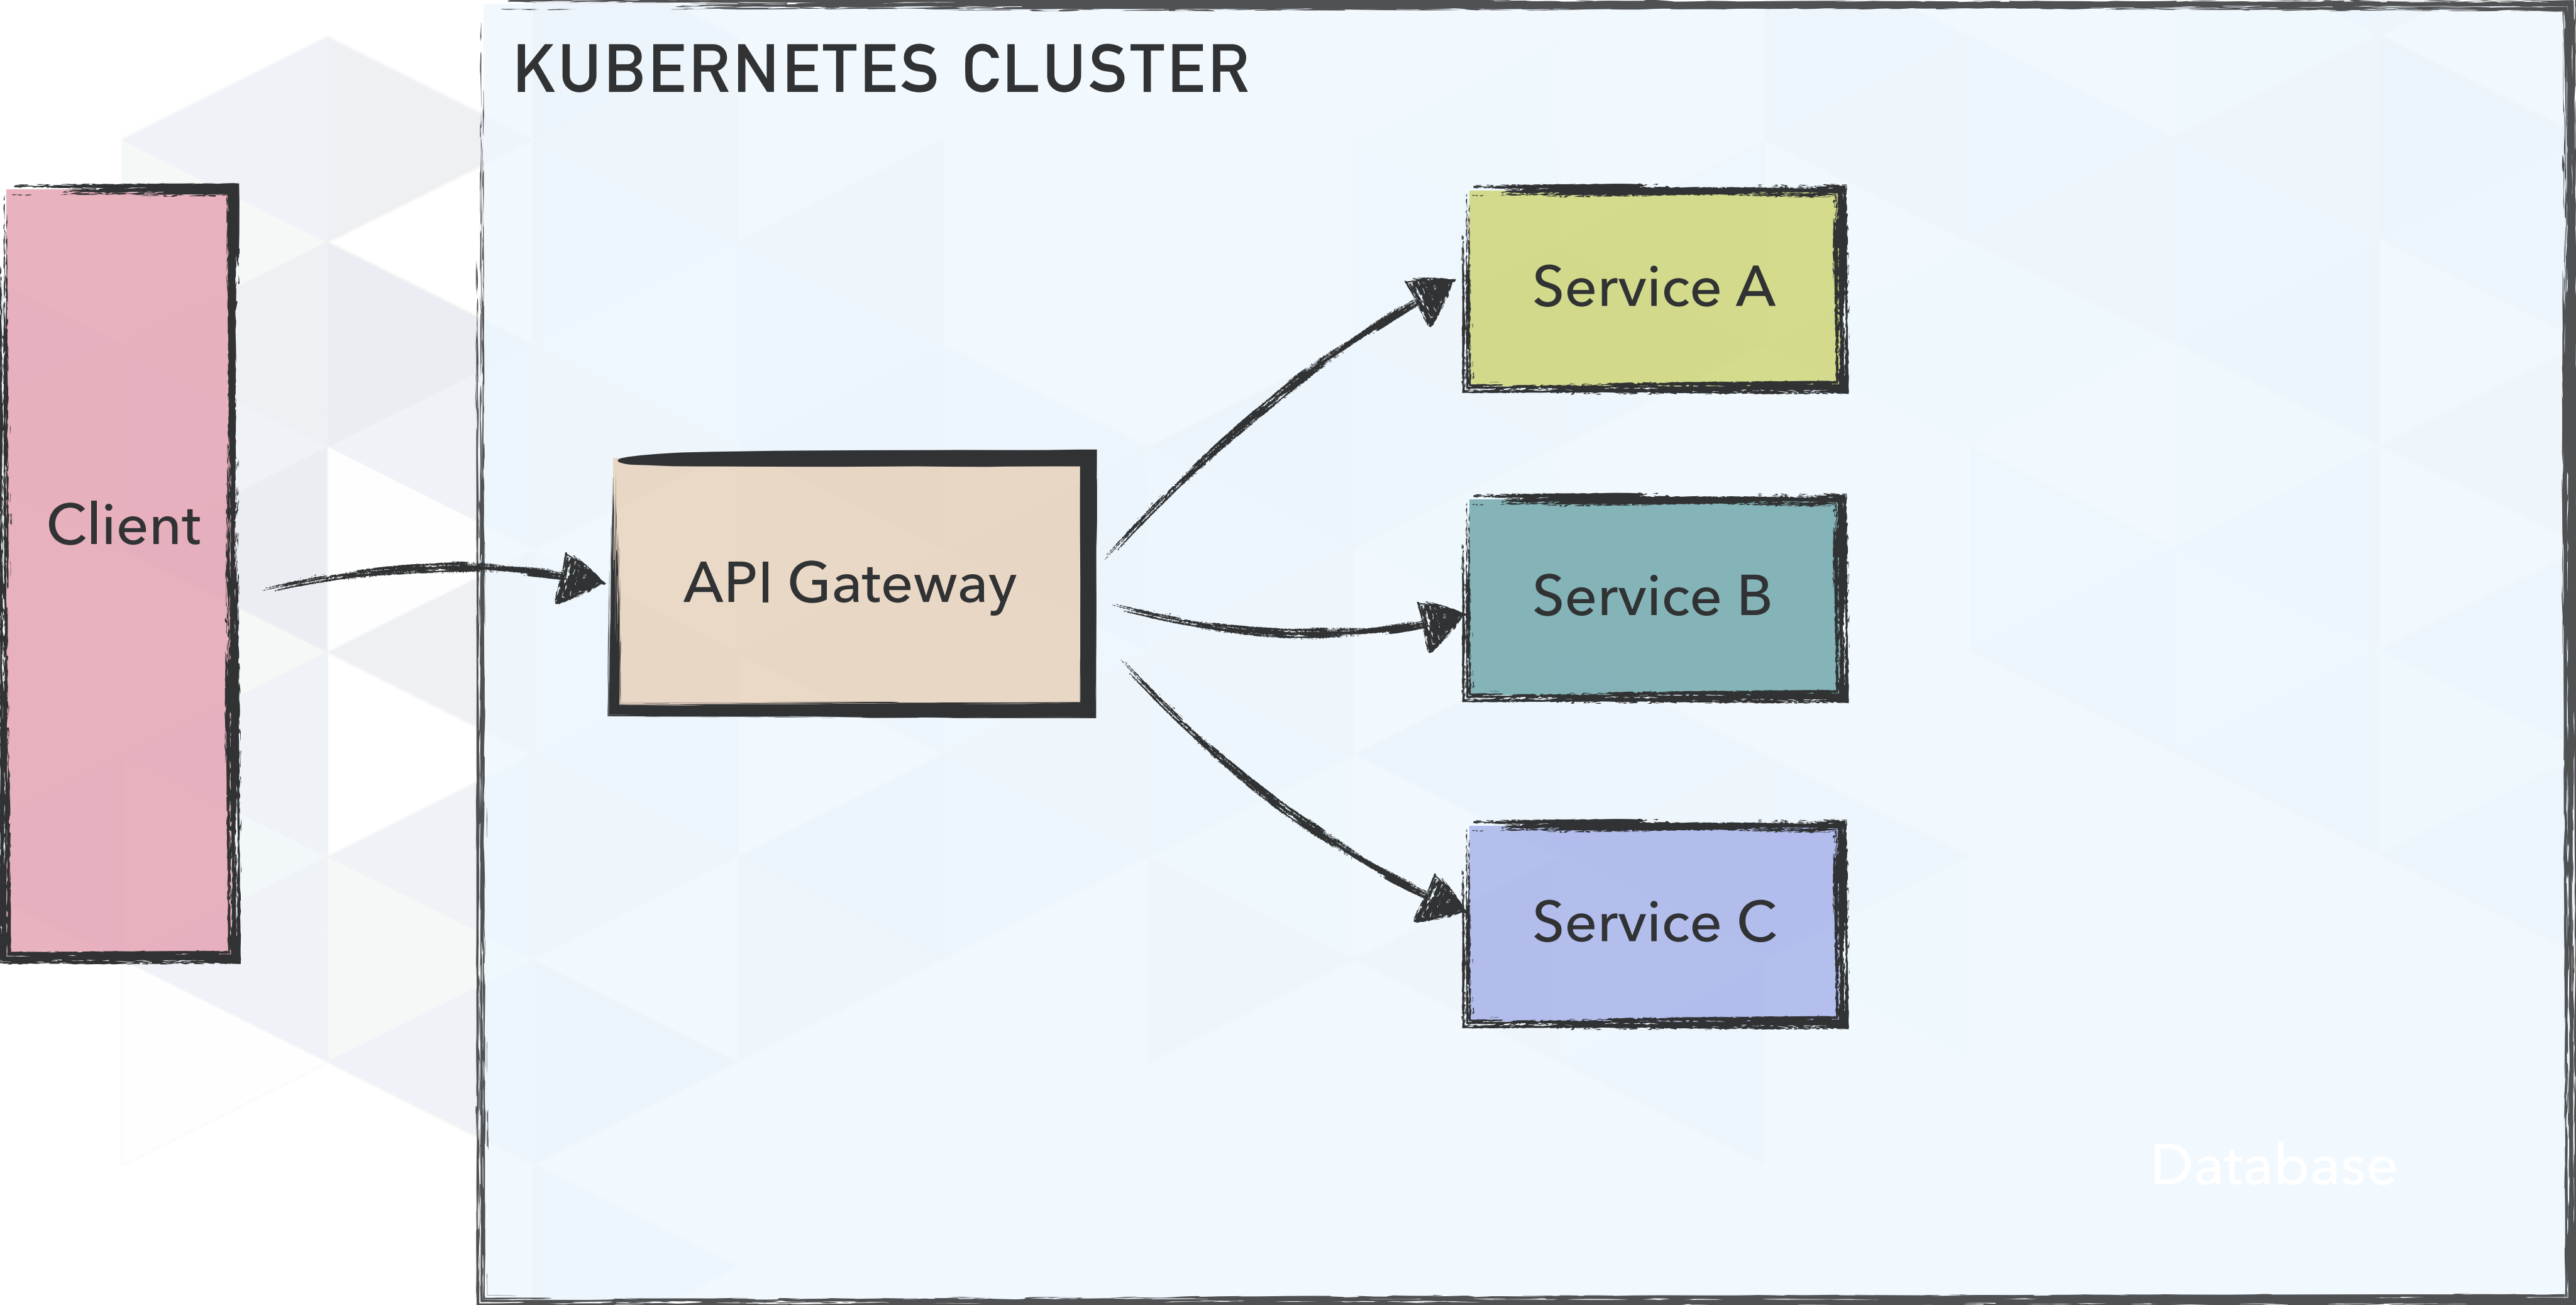 KUBERNETES CLUSTER
Client
API Gateway
Service A
Service B
Service C
Database